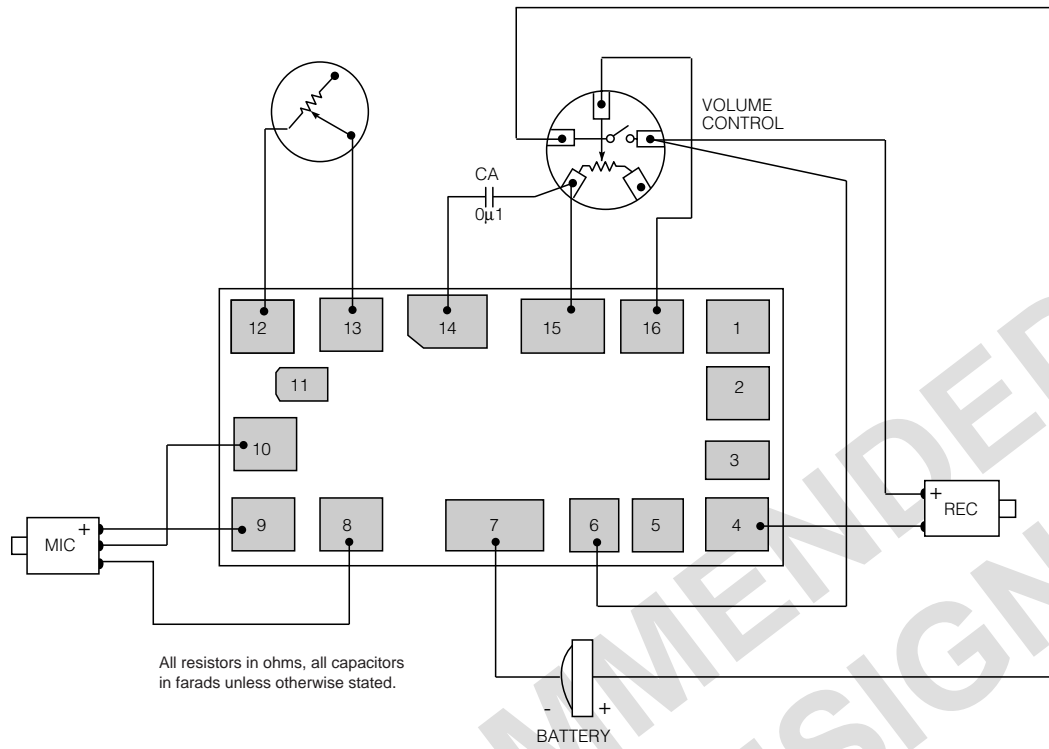 VOLUME
CONTROL
CA
0µ1
12
13
14
15
16
1
11
2
10
3
9
8
7
6
5
4
+
MIC
+
REC
All resistors in ohms, all capacitors
in farads unless otherwise stated.
- +
BATTERY